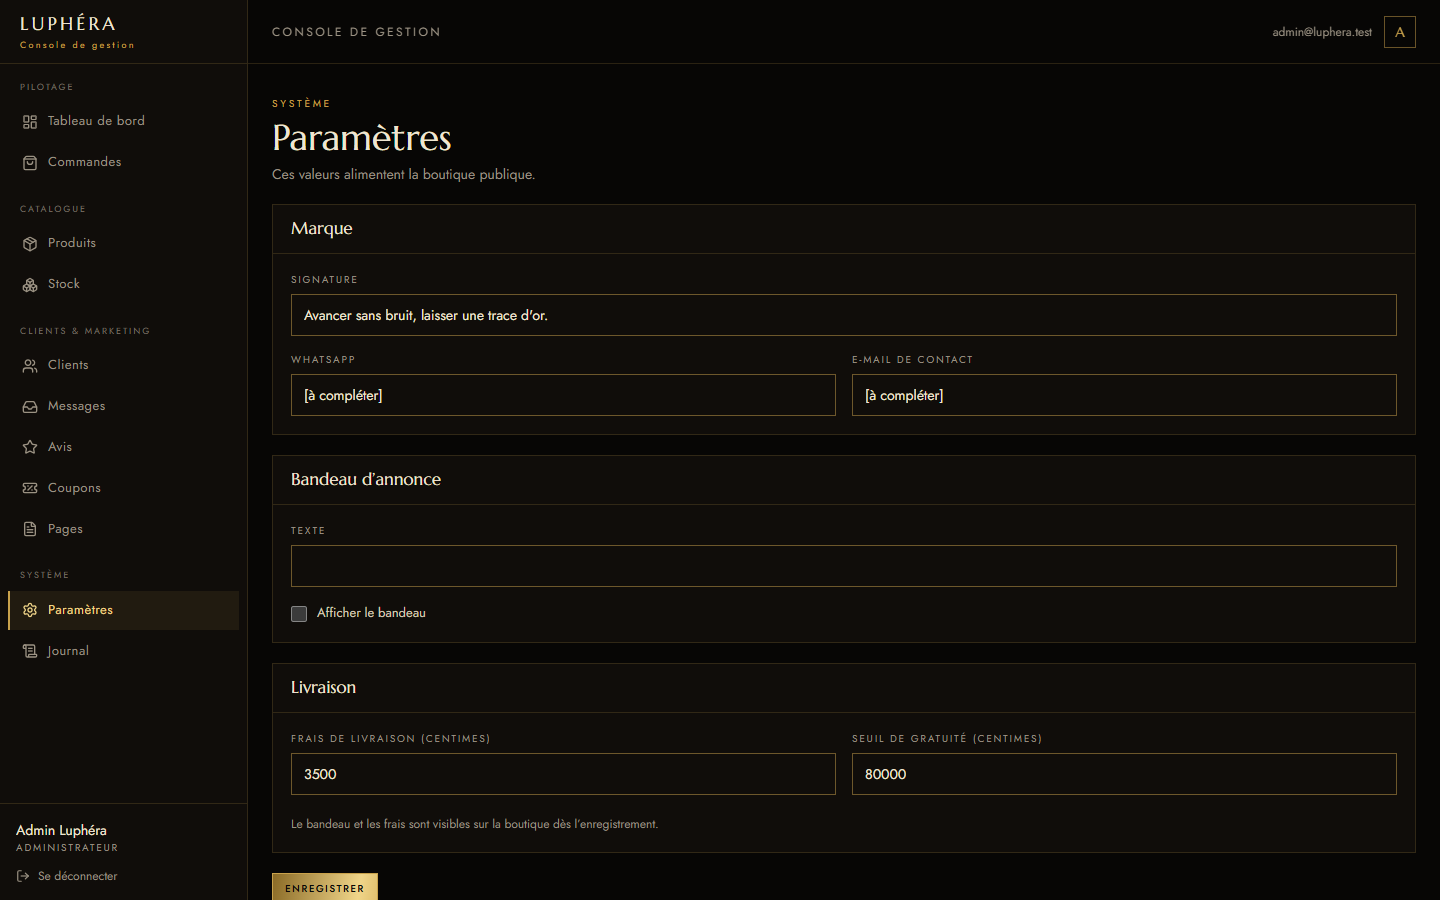 LUPHÉRA
Console de gestion
CONSOLE DE GESTION
admin@luphera.test
A
PILOTAGE
Tableau de bord
Commandes
CATALOGUE
Produits
Stock
CLIENTS & MARKETING
Clients
Messages
Avis
Coupons
Pages
SYSTÈME
Paramètres
Journal
Admin Luphéra
ADMINISTRATEUR
Se déconnecter
SYSTÈME
Paramètres
Ces valeurs alimentent la boutique publique.
Marque
SIGNATURE
Avancer sans bruit, laisser une trace d'or.
WHATSAPP
E-MAIL DE CONTACT
[à compléter]
[à compléter]
Bandeau d'annonce
TEXTE
Afficher le bandeau
Livraison
FRAIS DE LIVRAISON (CENTIMES)
SEUIL DE GRATUITÉ (CENTIMES)
3500
80000
Le bandeau et les frais sont visibles sur la boutique dès l'enregistrement.
ENREGISTRER